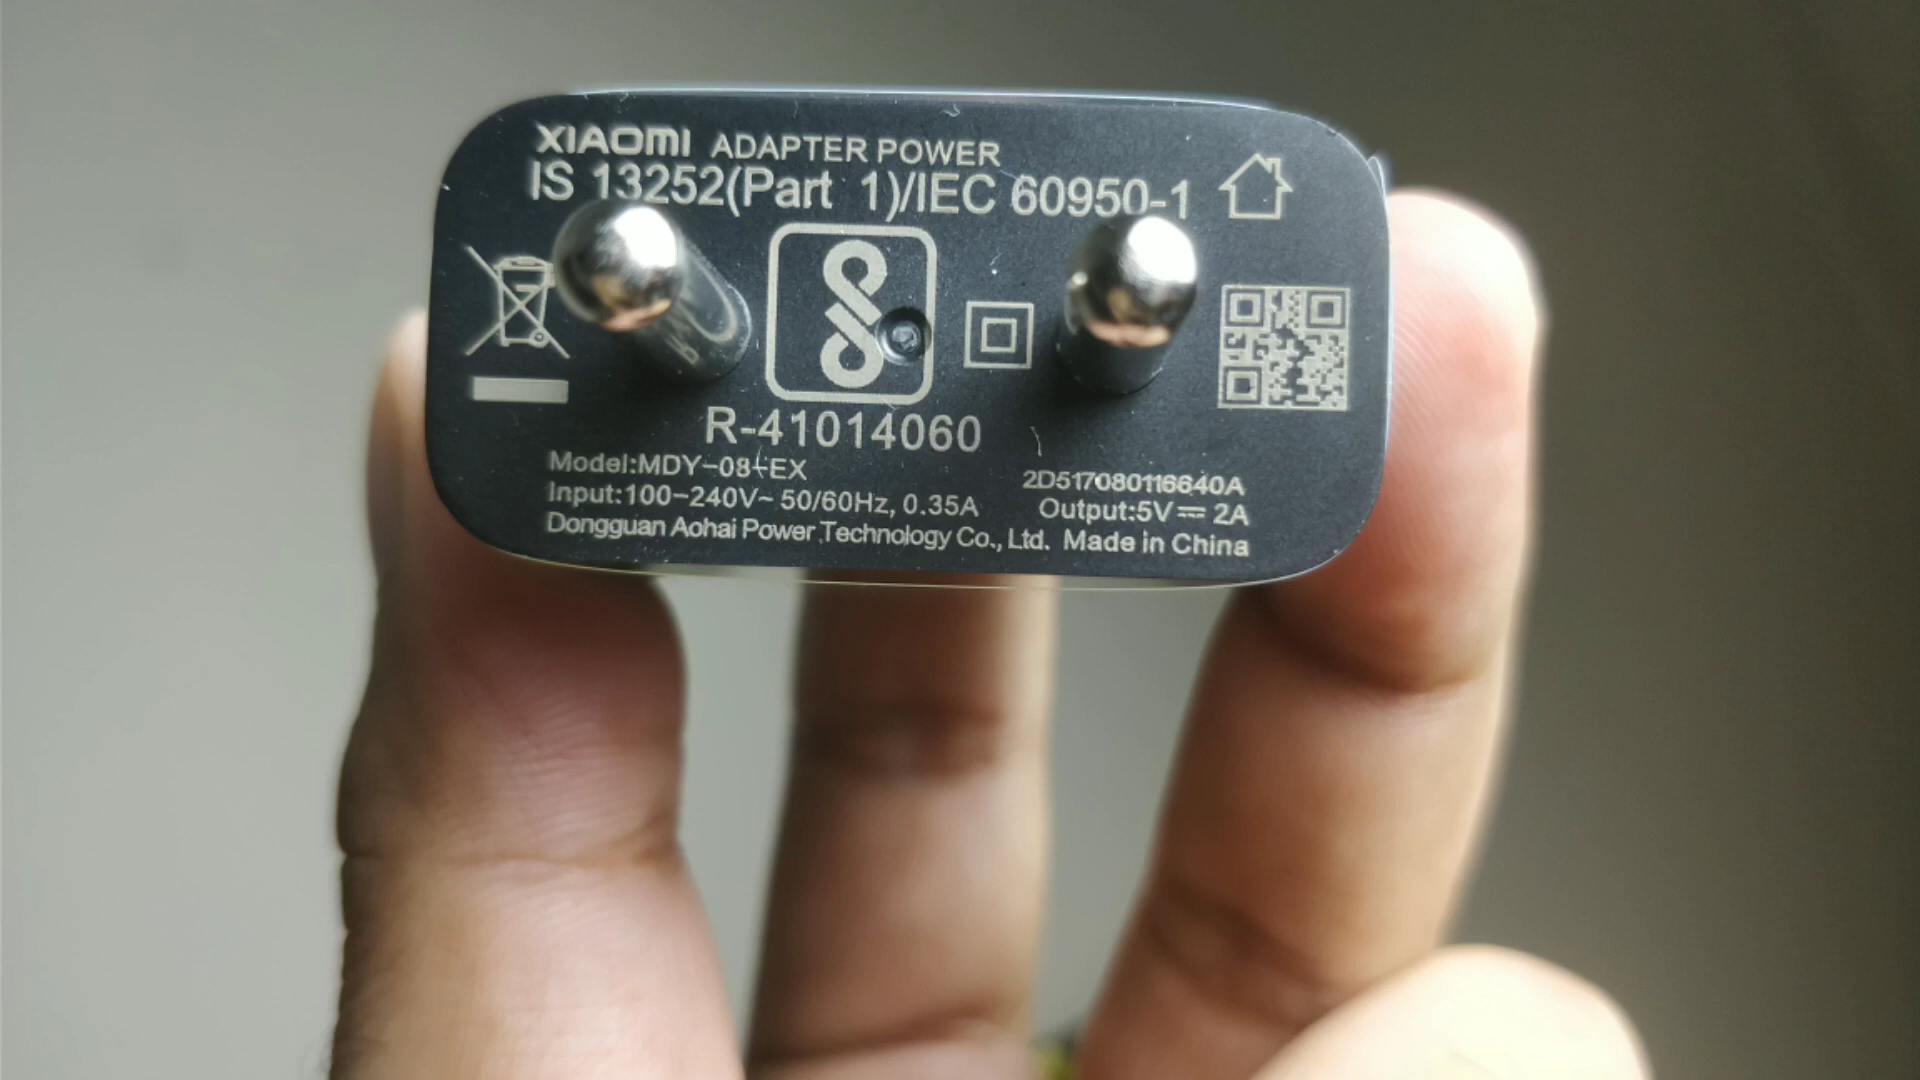 XIAOMI ADAPTER POWER
IS 13252(Part 1)/IEC 60950-1
R-41014060
Model:MDY-08-EX
2D517080116640A
Input:100-240V~ 50/60Hz, 0.35A
Output:5V⎓2A
Dongguan Aohai Power Technology Co., Ltd. Made in China